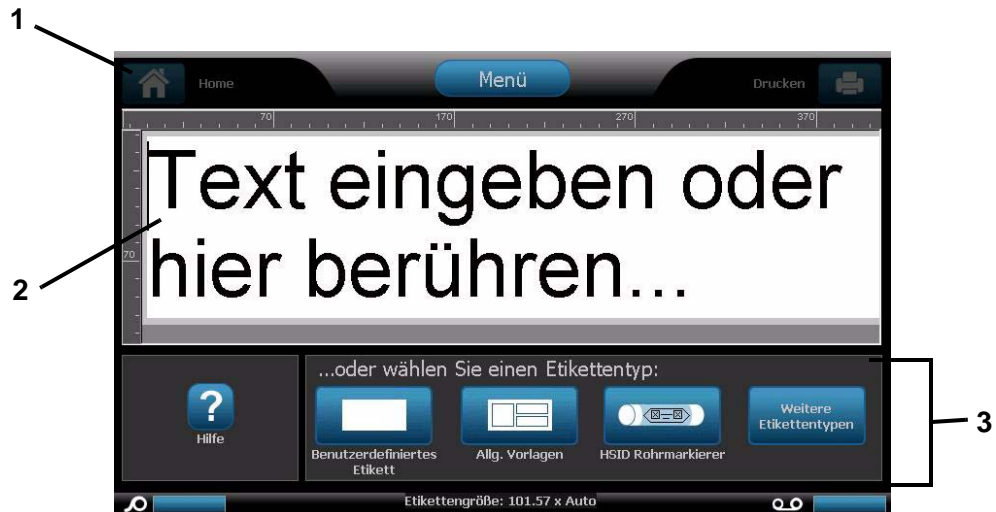 1
Home
Menü
Drucken
70
170
270
370
Text eingeben oder
hier berühren...
70
2
...oder wählen Sie einen Etikettentyp:
?
Hilfe
Benutzerdefiniertes
Etikett
Allg. Vorlagen
HSID Rohrmarkierer
Weitere
Etikettentypen
3
Etikettengröße: 101.57 x Auto